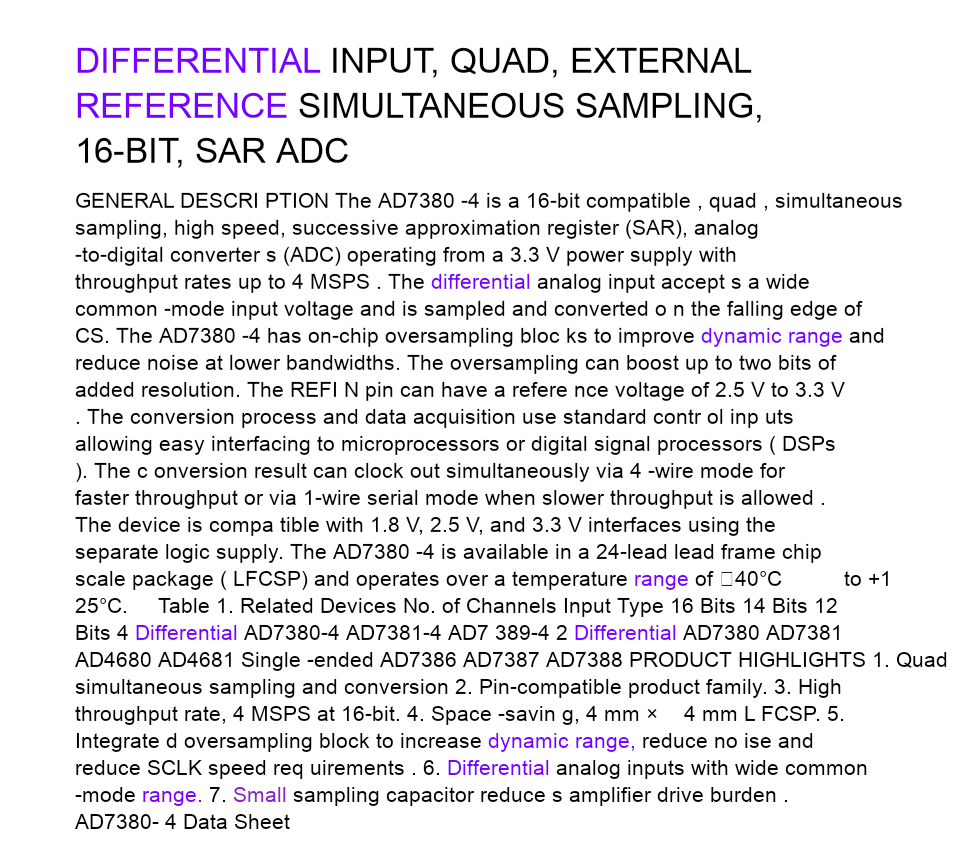 DIFFERENTIAL INPUT, QUAD, EXTERNAL
REFERENCE SIMULTANEOUS SAMPLING,
16-BIT, SAR ADC
GENERAL DESCRI PTION The AD7380 -4 is a 16-bit compatible , quad , simultaneous
sampling, high speed, successive approximation register (SAR), analog
-to-digital converter s (ADC) operating from a 3.3 V power supply with
throughput rates up to 4 MSPS . The differential analog input accept s a wide
common -mode input voltage and is sampled and converted o n the falling edge of
CS. The AD7380 -4 has on-chip oversampling bloc ks to improve dynamic range and
reduce noise at lower bandwidths. The oversampling can boost up to two bits of
added resolution. The REFI N pin can have a refere nce voltage of 2.5 V to 3.3 V
. The conversion process and data acquisition use standard contr ol inp uts
allowing easy interfacing to microprocessors or digital signal processors ( DSPs
). The c onversion result can clock out simultaneously via 4 -wire mode for
faster throughput or via 1-wire serial mode when slower throughput is allowed .
The device is compa tible with 1.8 V, 2.5 V, and 3.3 V interfaces using the
separate logic supply. The AD7380 -4 is available in a 24-lead lead frame chip
scale package ( LFCSP) and operates over a temperature range of □40°C to +1
25°C. Table 1. Related Devices No. of Channels Input Type 16 Bits 14 Bits 12
Bits 4 Differential AD7380-4 AD7381-4 AD7 389-4 2 Differential AD7380 AD7381
AD4680 AD4681 Single -ended AD7386 AD7387 AD7388 PRODUCT HIGHLIGHTS 1. Quad
simultaneous sampling and conversion 2. Pin-compatible product family. 3. High
throughput rate, 4 MSPS at 16-bit. 4. Space -savin g, 4 mm × 4 mm L FCSP. 5.
Integrate d oversampling block to increase dynamic range, reduce no ise and
reduce SCLK speed req uirements . 6. Differential analog inputs with wide common
-mode range. 7. Small sampling capacitor reduce s amplifier drive burden .
AD7380- 4 Data Sheet